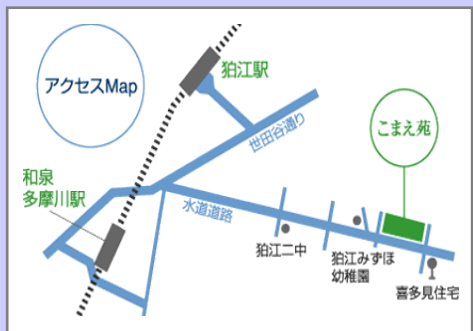 アクセスMap
狛江駅
世田谷通り
こまえ苑
和泉
多摩川駅
水道道路
狛江二中
狛江みずほ
幼稚園
喜多見住宅